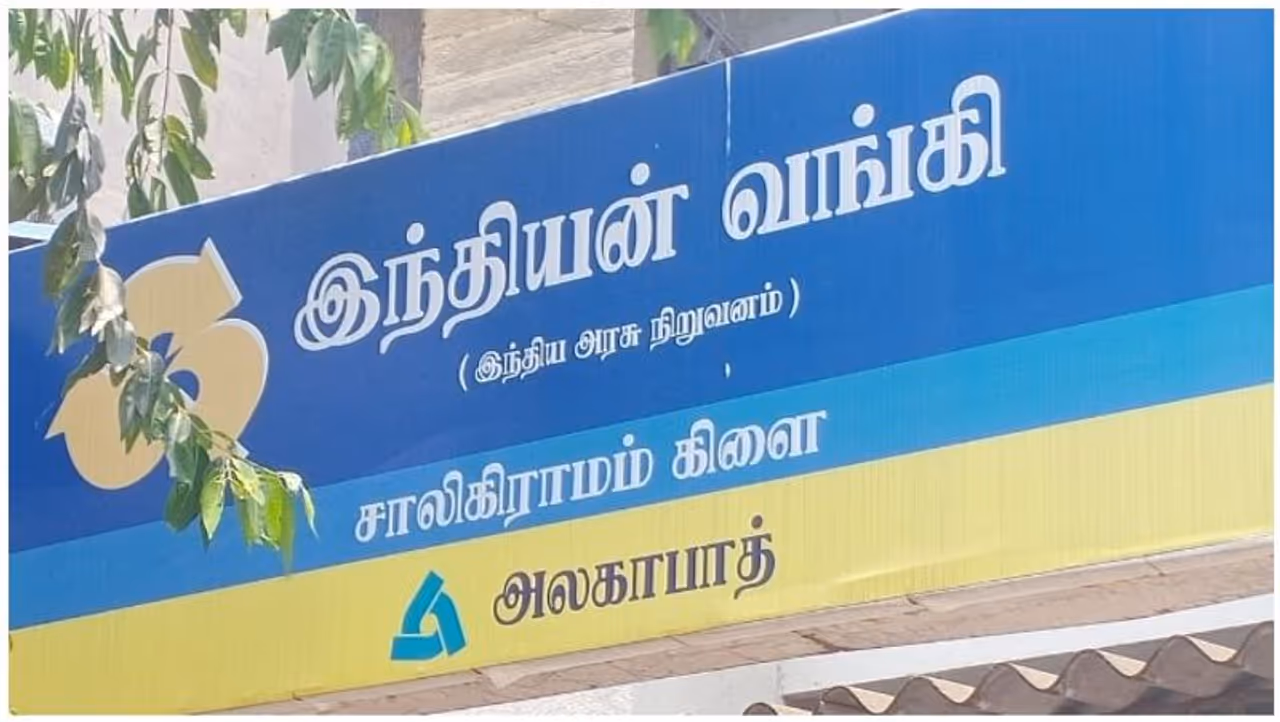 இந்தியன் வங்கி
( இந்திய அரசு நிறுவனம் )
சாலிகிராமம் கிளை
அலகாபாத்